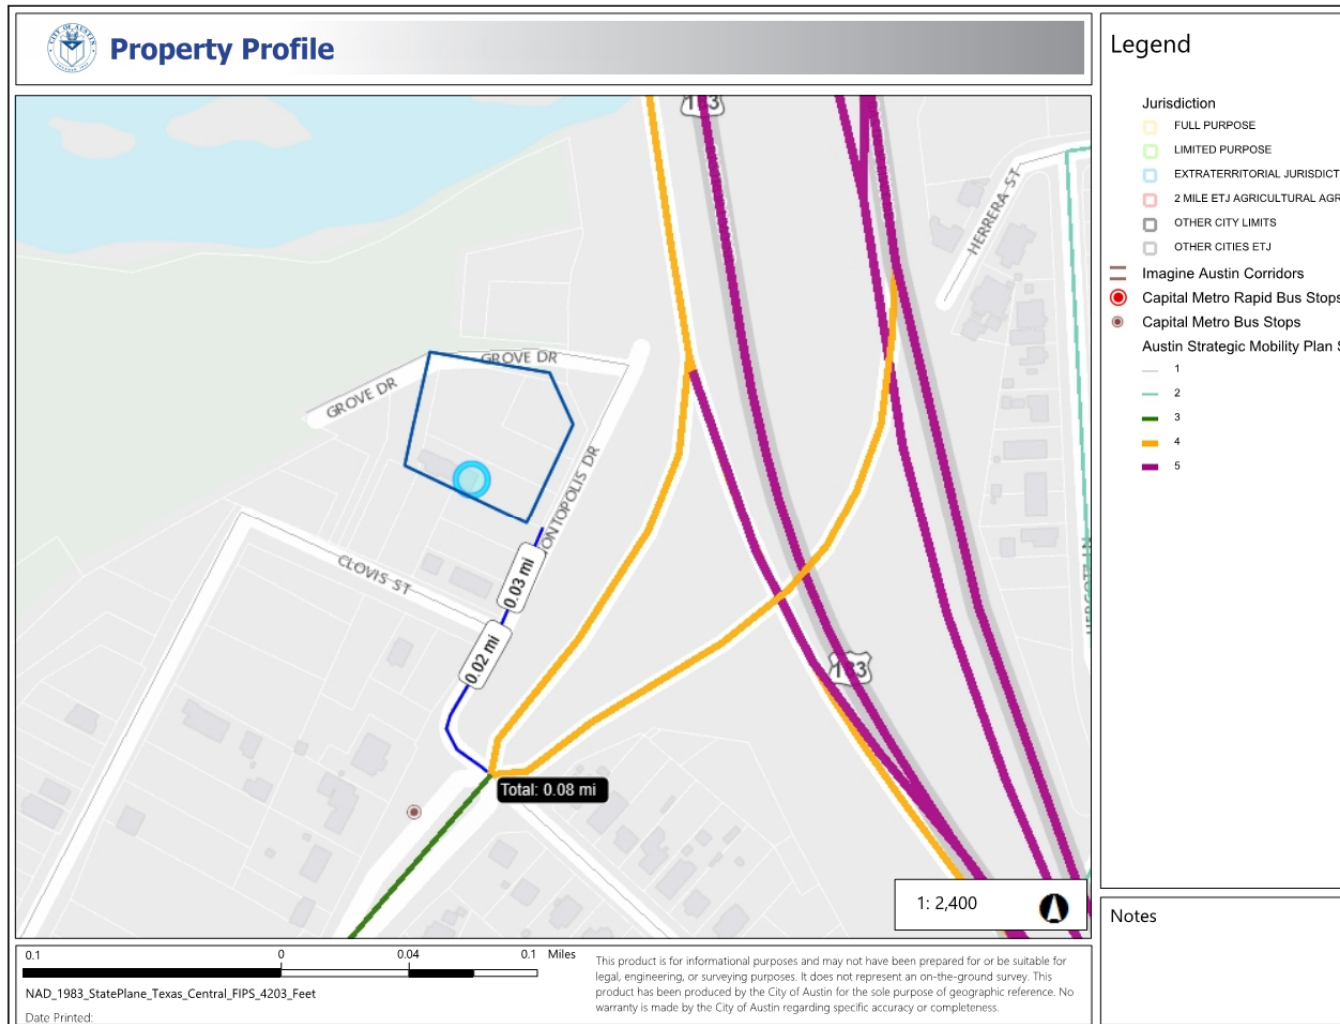 Property Profile
Legend
Jurisdiction
FULL PURPOSE
LIMITED PURPOSE
EXTRATERRITORIAL JURISDICT
2 MILE ETJ AGRICULTURAL AGR
OTHER CITY LIMITS
OTHER CITIES ETJ
Imagine Austin Corridors
Capital Metro Rapid Bus Stops
Capital Metro Bus Stops
Austin Strategic Mobility Plan S
1
2
3
4
5
183
HERRERA ST
GROVE DR
GROVE DR
ONTOPOLIS DR
CLOVIS ST
0.03 mi
0.02 mi
183
Total: 0.08 mi
1: 2,400
Notes
0.1
0
0.04
0.1
Miles
NAD_1983_StatePlane_Texas_Central_FIPS_4203_Feet
Date Printed:
This product is for informational purposes and may not have been prepared for or be suitable for
legal, engineering, or surveying purposes. It does not represent an on-the-ground survey. This
product has been produced by the City of Austin for the sole purpose of geographic reference. No
warranty is made by the City of Austin regarding specific accuracy or completeness.